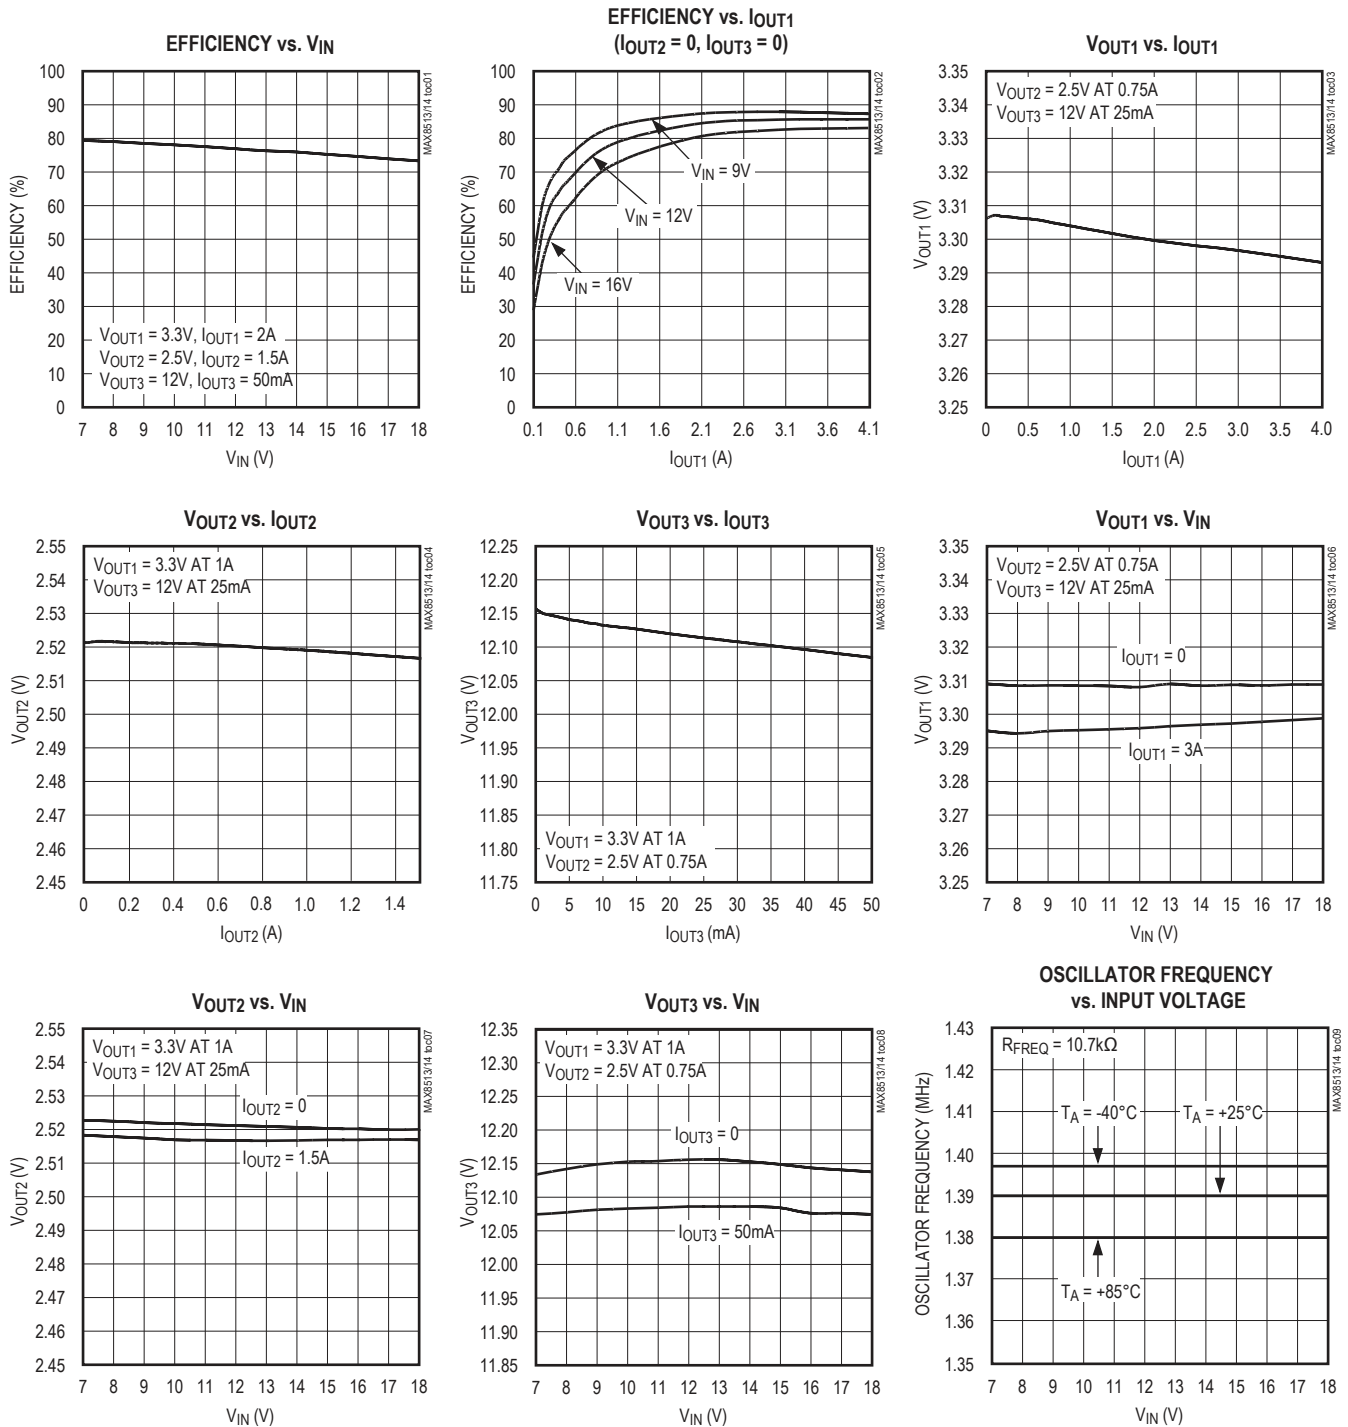 EFFICIENCY vs. VIN
100
90
80
70
60
50
40
30
20
10
0
EFFICIENCY (%)
VOUT1 = 3.3V, IOUT1 = 2A
VOUT2 = 2.5V, IOUT2 = 1.5A
VOUT3 = 12V, IOUT3 = 50mA
7 8 9 10 11 12 13 14 15 16 17 18
VIN (V)
MAX8513/14 toc01
EFFICIENCY vs. IOUT1
(IOUT2 = 0, IOUT3 = 0)
100
90
80
70
60
50
40
30
20
10
0
EFFICIENCY (%)
VIN = 9V
VIN = 12V
VIN = 16V
0.1 0.6 1.1 1.6 2.1 2.6 3.1 3.6 4.1
IOUT1 (A)
MAX8513/14 toc02
VOUT1 vs. IOUT1
3.35
3.34
3.33
3.32
3.31
3.30
3.29
3.28
3.27
3.26
3.25
VOUT1 (V)
VOUT2 = 2.5V AT 0.75A
VOUT3 = 12V AT 25mA
0 0.5 1.0 1.5 2.0 2.5 3.0 3.5 4.0
IOUT1 (A)
MAX8513/14 toc03
VOUT2 vs. IOUT2
2.55
2.54
2.53
2.52
2.51
2.50
2.49
2.48
2.47
2.46
2.45
VOUT2 (V)
VOUT1 = 3.3V AT 1A
VOUT3 = 12V AT 25mA
0 0.2 0.4 0.6 0.8 1.0 1.2 1.4
IOUT2 (A)
MAX8513/14 toc04
VOUT3 vs. IOUT3
12.25
12.20
12.15
12.10
12.05
12.00
11.95
11.90
11.85
11.80
11.75
VOUT3 (V)
VOUT1 = 3.3V AT 1A
VOUT2 = 2.5V AT 0.75A
0 5 10 15 20 25 30 35 40 45 50
IOUT3 (mA)
MAX8513/14 toc05
VOUT1 vs. VIN
3.35
3.34
3.33
3.32
3.31
3.30
3.29
3.28
3.27
3.26
3.25
VOUT1 (V)
VOUT2 = 2.5V AT 0.75A
VOUT3 = 12V AT 25mA
IOUT1 = 0
IOUT1 = 3A
7 8 9 10 11 12 13 14 15 16 17 18
VIN (V)
MAX8513/14 toc06
VOUT2 vs. VIN
2.55
2.54
2.53
2.52
2.51
2.50
2.49
2.48
2.47
2.46
2.45
VOUT2 (V)
VOUT1 = 3.3V AT 1A
VOUT3 = 12V AT 25mA
IOUT2 = 0
IOUT2 = 1.5A
7 8 9 10 11 12 13 14 15 16 17 18
VIN (V)
MAX8513/14 toc07
VOUT3 vs. VIN
12.35
12.30
12.25
12.20
12.15
12.10
12.05
12.00
11.95
11.90
11.85
VOUT3 (V)
VOUT1 = 3.3V AT 1A
VOUT2 = 2.5V AT 0.75A
IOUT3 = 0
IOUT3 = 50mA
7 8 9 10 11 12 13 14 15 16 17 18
VIN (V)
MAX8513/14 toc08
OSCILLATOR FREQUENCY
vs. INPUT VOLTAGE
1.43
1.42
1.41
1.40
1.39
1.38
1.37
1.36
1.35
OSCILLATOR FREQUENCY (MHz)
RFREQ = 10.7kΩ
TA = -40°C
TA = +25°C
TA = +85°C
7 8 9 10 11 12 13 14 15 16 17 18
VIN (V)
MAX8513/14 toc09